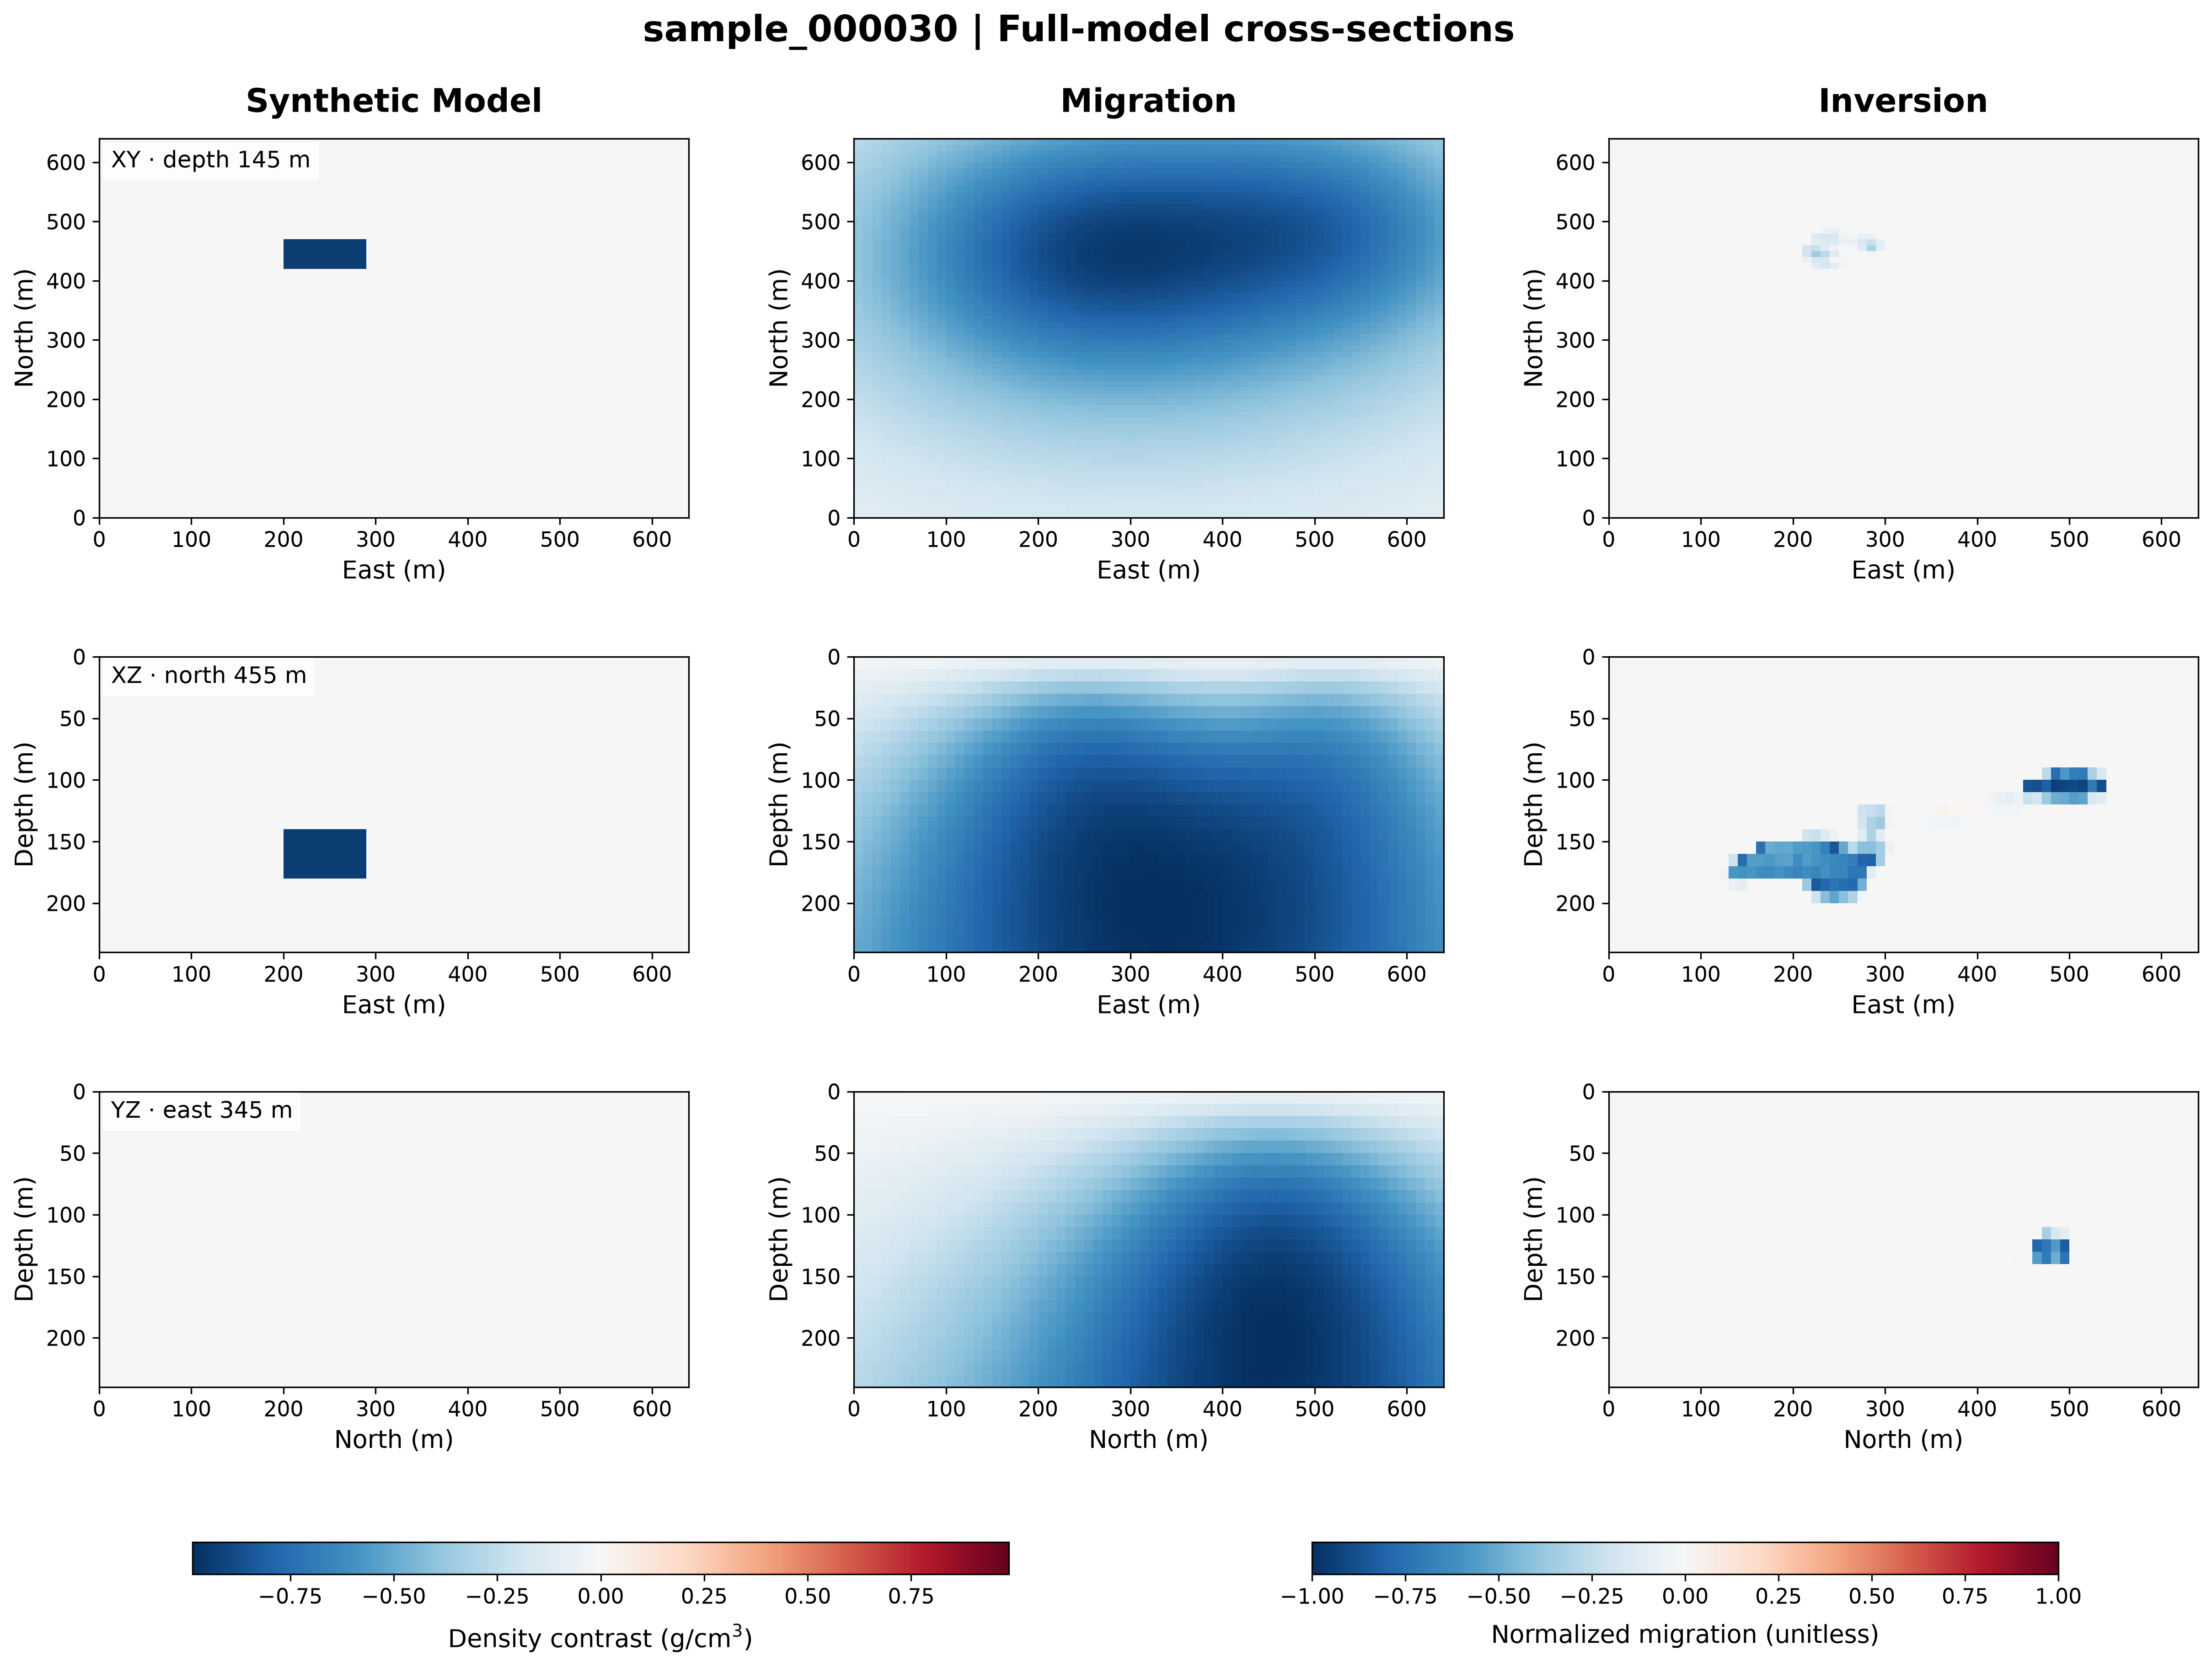 sample_000030 | Full-model cross-sections
Synthetic Model
Migration
Inversion
XY · depth 145 m
North (m)
600
500
400
300
200
100
0
0 100 200 300 400 500 600
East (m)
North (m)
600
500
400
300
200
100
0
0 100 200 300 400 500 600
East (m)
North (m)
600
500
400
300
200
100
0
0 100 200 300 400 500 600
East (m)
XZ · north 455 m
Depth (m)
0
50
100
150
200
0 100 200 300 400 500 600
East (m)
Depth (m)
0
50
100
150
200
0 100 200 300 400 500 600
East (m)
Depth (m)
0
50
100
150
200
0 100 200 300 400 500 600
East (m)
YZ · east 345 m
Depth (m)
0
50
100
150
200
0 100 200 300 400 500 600
North (m)
Depth (m)
0
50
100
150
200
0 100 200 300 400 500 600
North (m)
Depth (m)
0
50
100
150
200
0 100 200 300 400 500 600
North (m)
−0.75 −0.50 −0.25 0.00 0.25 0.50 0.75
Density contrast (g/cm³)
−1.00 −0.75 −0.50 −0.25 0.00 0.25 0.50 0.75 1.00
Normalized migration (unitless)